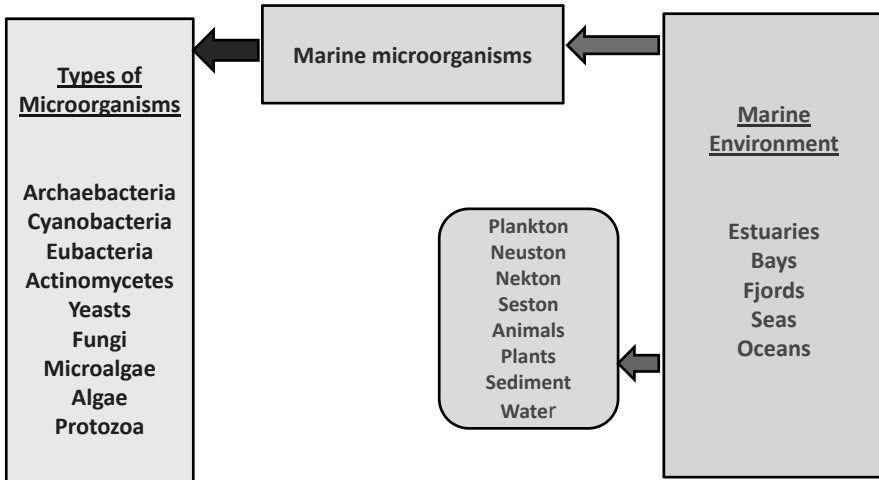 Types of
Microorganisms
Archaebacteria
Cyanobacteria
Eubacteria
Actinomycetes
Yeasts
Fungi
Microalgae
Algae
Protozoa
Marine microorganisms
Plankton
Neuston
Nekton
Seston
Animals
Plants
Sediment
Water
Marine
Environment
Estuaries
Bays
Fjords
Seas
Oceans